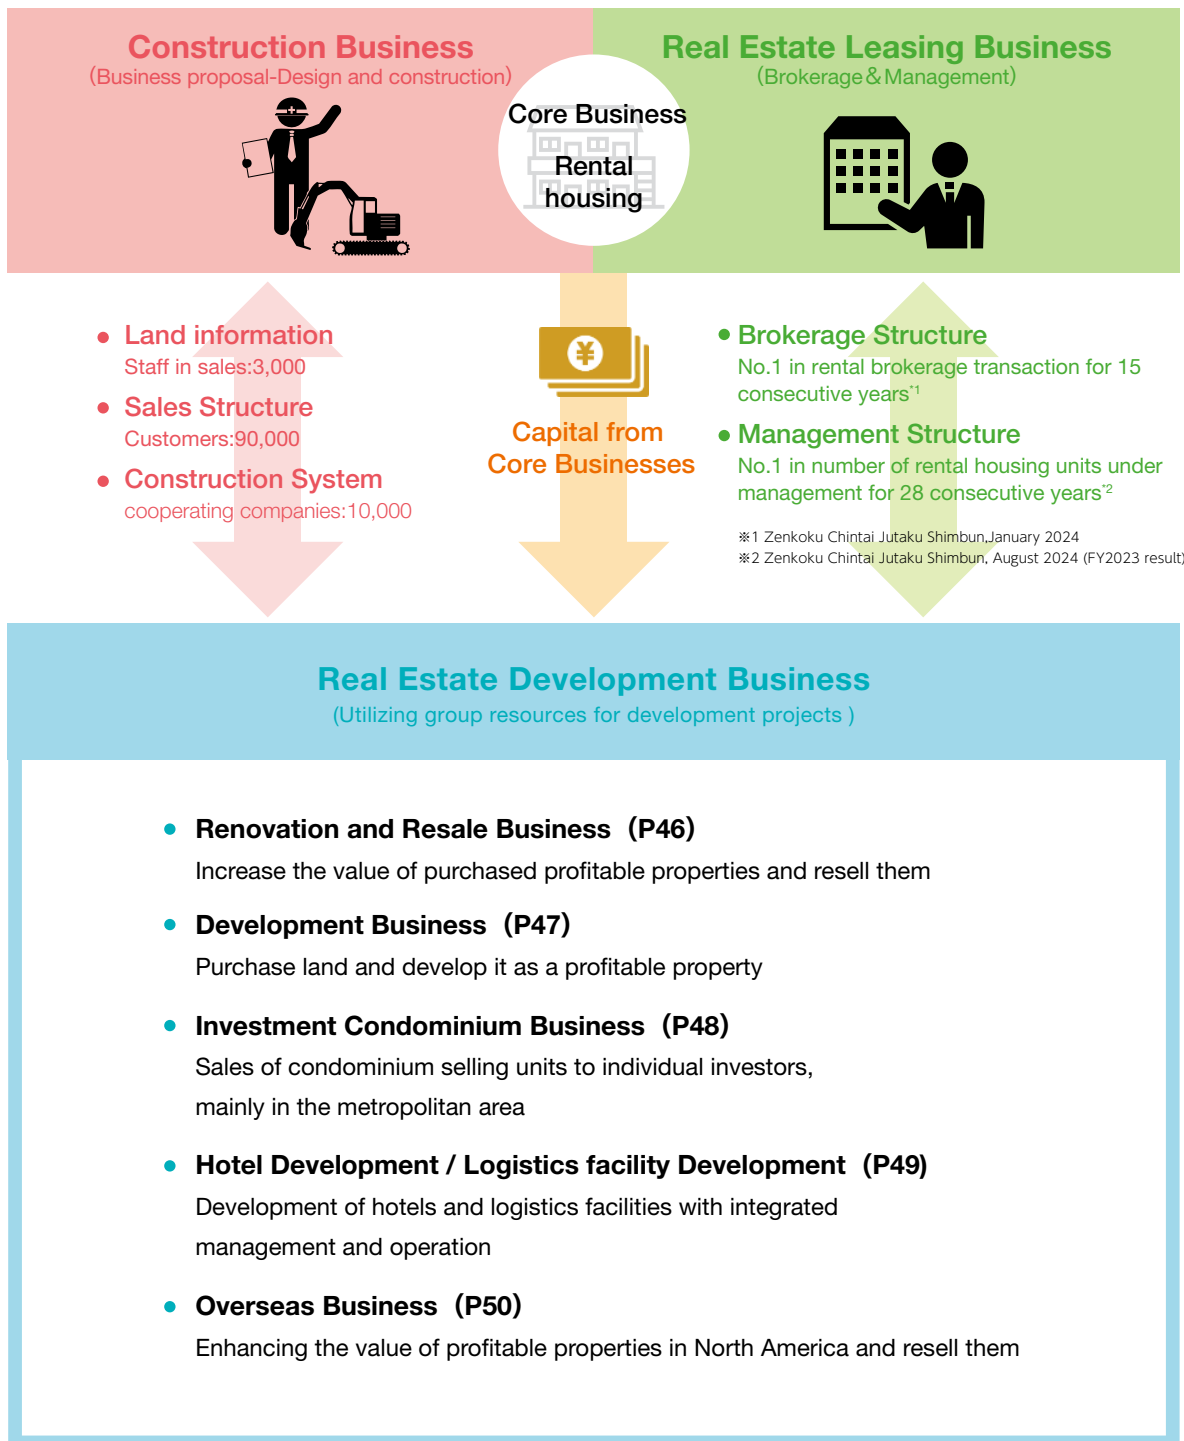 Construction Business
(Business proposal-Design and construction)
Real Estate Leasing Business
(Brokerage＆Management)
Core Business
Rental
housing
● Land information
Staff in sales:3,000
● Sales Structure
Customers:90,000
● Construction System
cooperating companies:10,000
¥
Capital from
Core Businesses
● Brokerage Structure
No.1 in rental brokerage transaction for 15
consecutive years*1
● Management Structure
No.1 in number of rental housing units under
management for 28 consecutive years*2
※1 Zenkoku Chintai Jutaku Shimbun,January 2024
※2 Zenkoku Chintai Jutaku Shimbun, August 2024 (FY2023 result)
Real Estate Development Business
(Utilizing group resources for development projects )
● Renovation and Resale Business（P46）
Increase the value of purchased profitable properties and resell them
● Development Business（P47）
Purchase land and develop it as a profitable property
● Investment Condominium Business（P48）
Sales of condominium selling units to individual investors,
mainly in the metropolitan area
● Hotel Development / Logistics facility Development（P49）
Development of hotels and logistics facilities with integrated
management and operation
● Overseas Business（P50）
Enhancing the value of profitable properties in North America and resell them